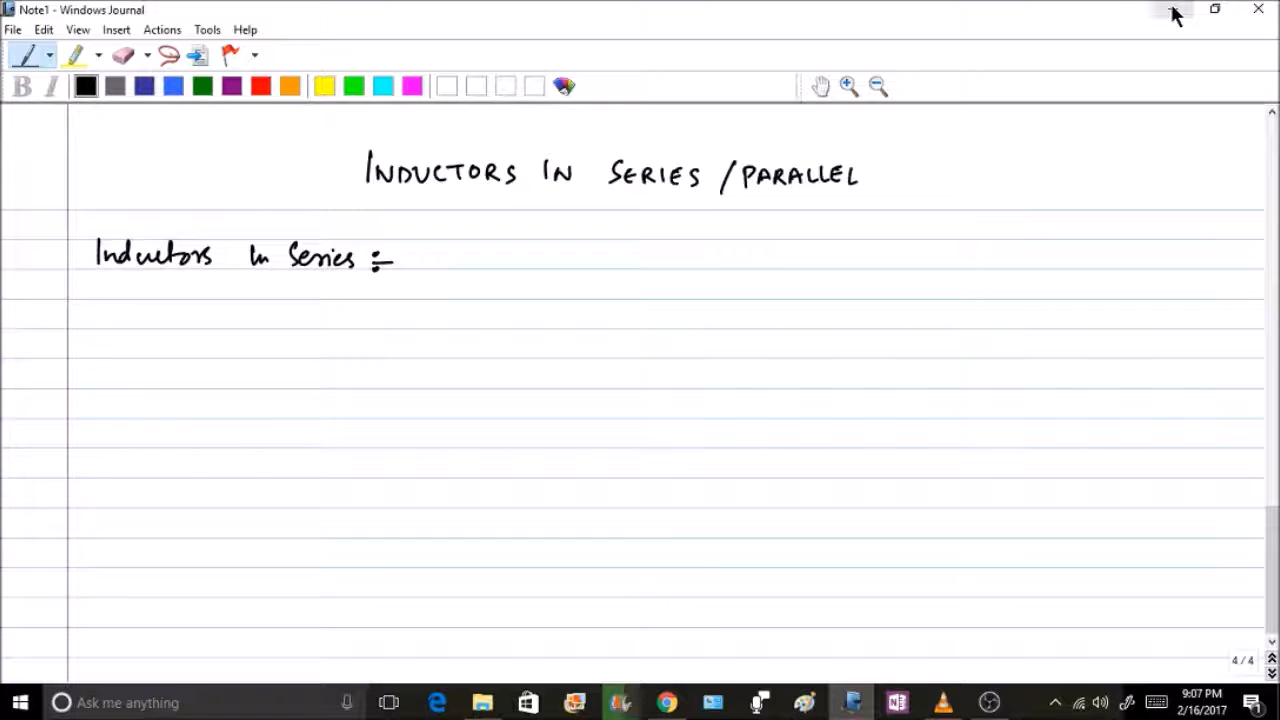 Note1 - Windows Journal
File Edit View Insert Actions Tools Help
B I
INDUCTORS IN SERIES / PARALLEL
Inductors In Series :-
4 / 4
Ask me anything
9:07 PM
2/16/2017
1